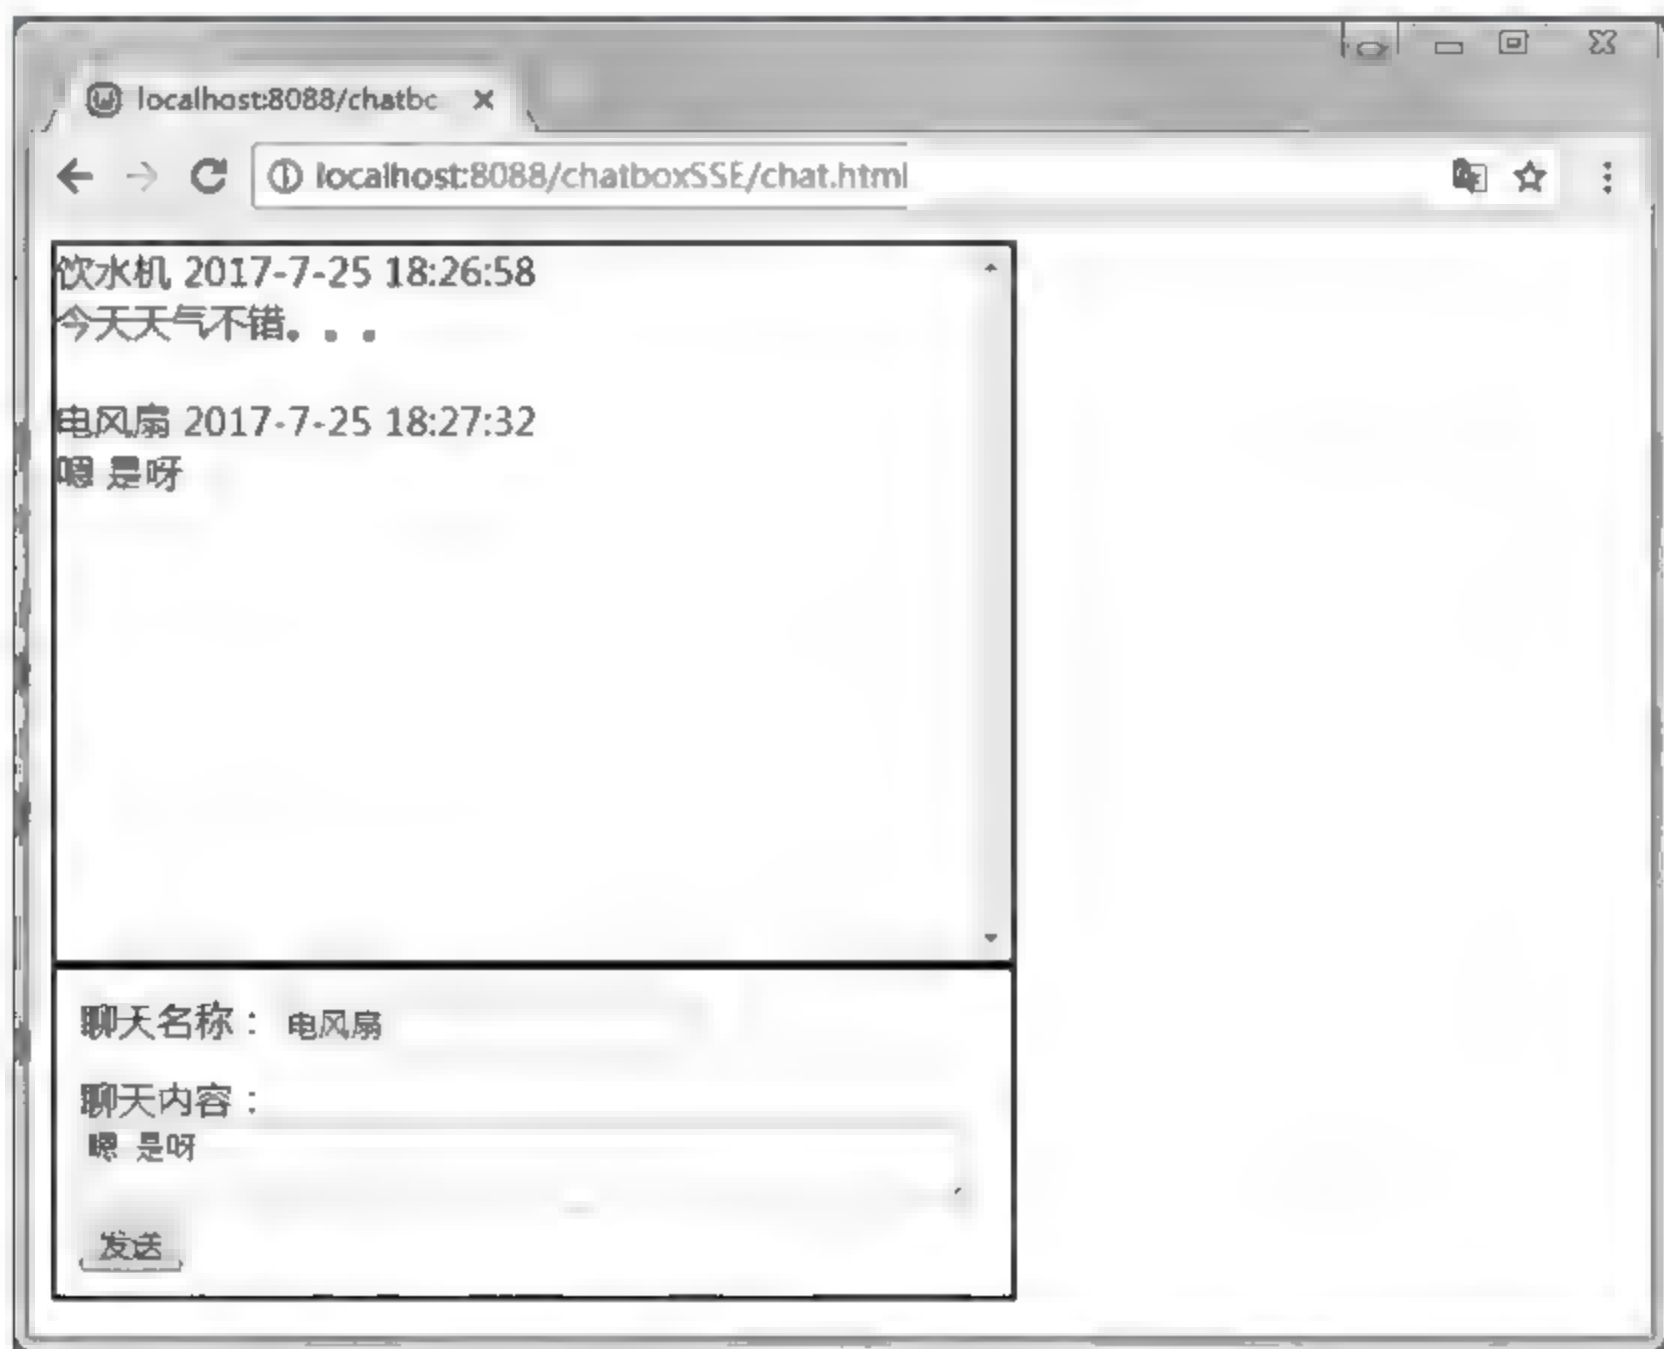 localhost:8088/chatbc
localhost:8088/chatboxSSE/chat.html
饮水机 2017-7-25 18:26:58
今天天气不错。。。
电风扇 2017-7-25 18:27:32
嗯 是呀
聊天名称： 电风扇
聊天内容：
嗯 是呀
发送